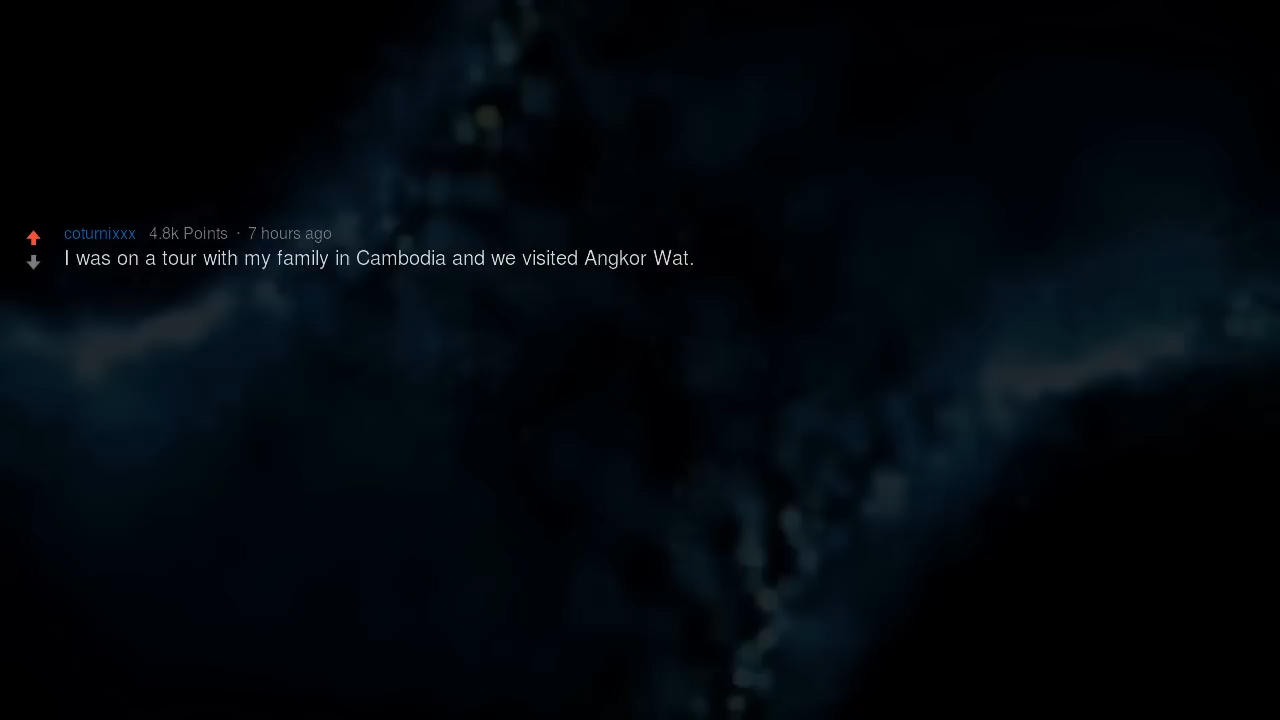 coturnixxx 4.8k Points · 7 hours ago
I was on a tour with my family in Cambodia and we visited Angkor Wat.